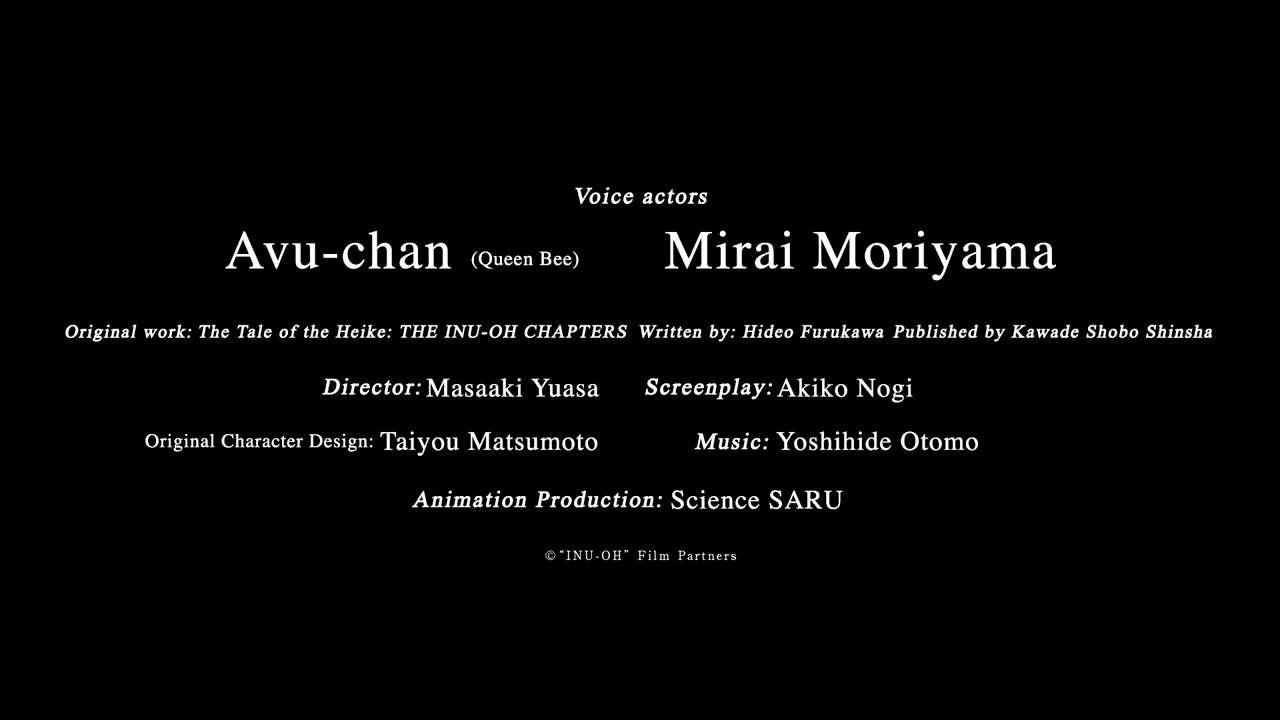 Voice actors
Avu-chan (Queen Bee) Mirai Moriyama
Original work: The Tale of the Heike: THE INU-OH CHAPTERS Written by: Hideo Furukawa Published by Kawade Shobo Shinsha
Director: Masaaki Yuasa Screenplay: Akiko Nogi
Original Character Design: Taiyou Matsumoto Music: Yoshihide Otomo
Animation Production: Science SARU
©“INU-OH” Film Partners